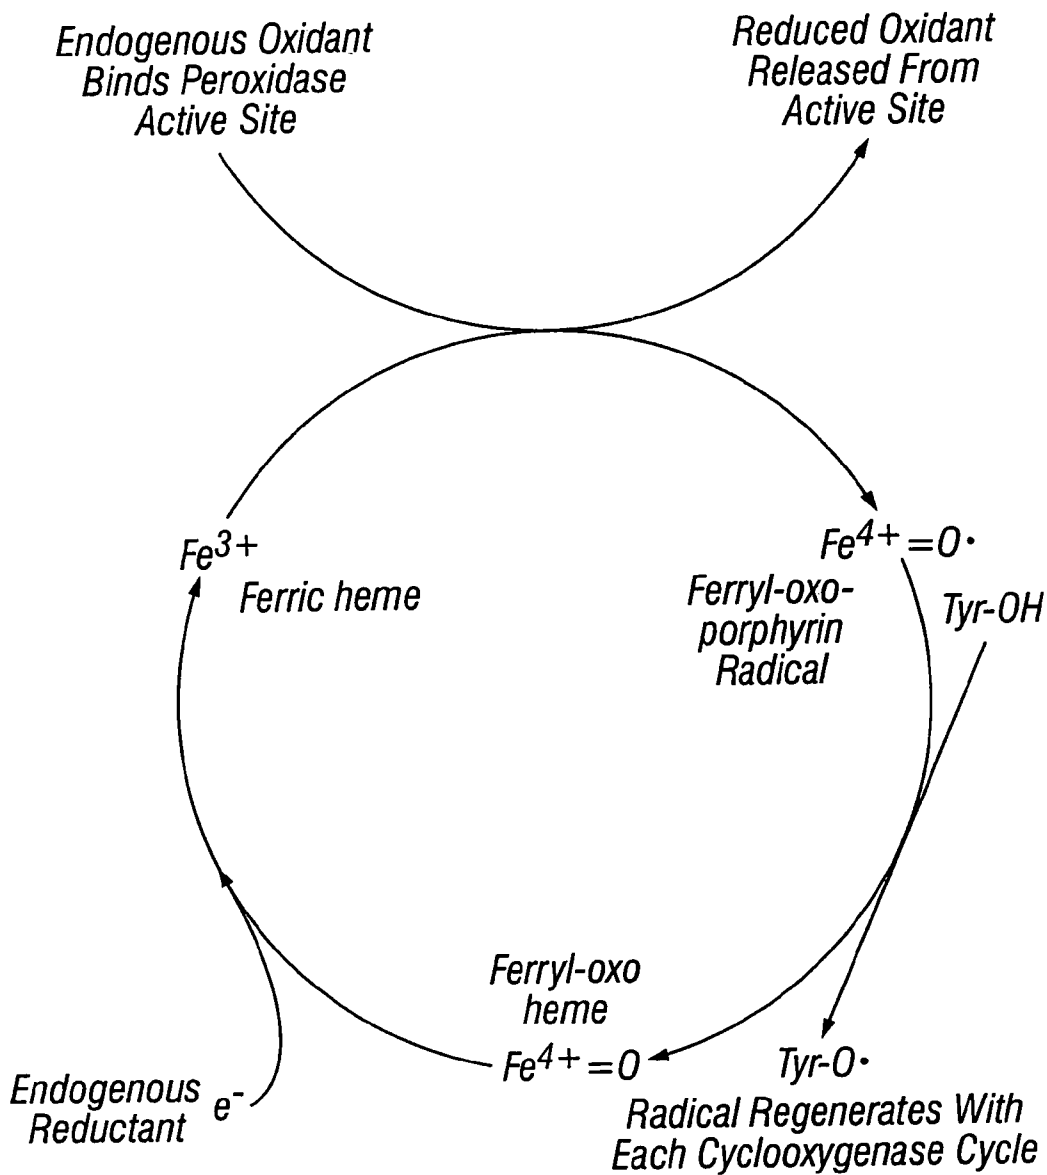 Endogenous Oxidant
Binds Peroxidase
Active Site
Reduced Oxidant
Released From
Active Site
Fe3+
Ferric heme
Fe4+=O·
Ferryl-oxo-
porphyrin
Radical
Tyr-OH
Ferryl-oxo
heme
Fe4+=O
Tyr-O·
Radical Regenerates With
Each Cyclooxygenase Cycle
Endogenous
Reductant e-